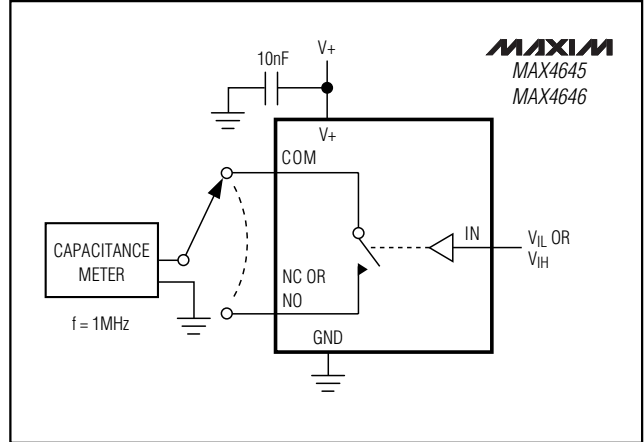 V+
10nF
MAXIM
MAX4645
MAX4646
V+
COM
IN
VIL OR
VIH
CAPACITANCE
METER
NC OR
NO
f = 1MHz
GND